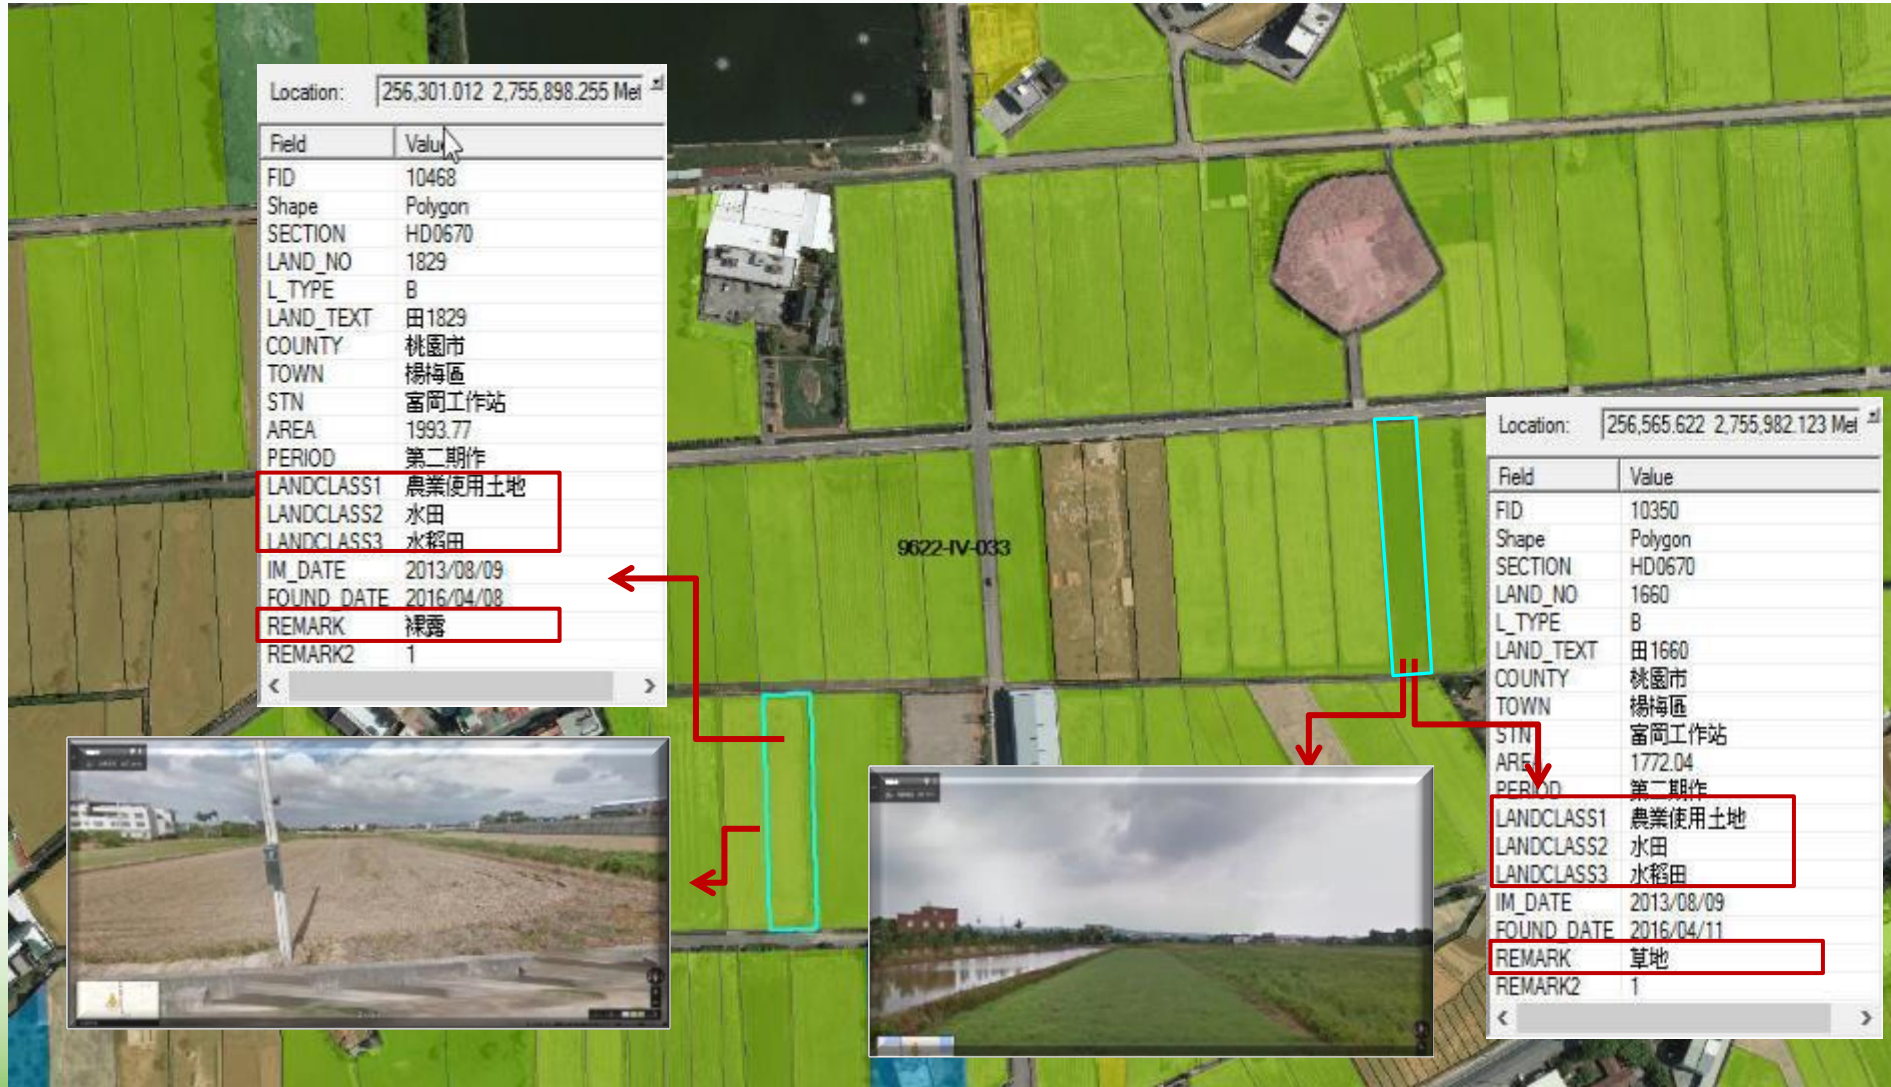 Location: 256,301.012 2,755,898.255 Met
Field Value
FID 10468
Shape Polygon
SECTION HD0670
LAND_NO 1829
L_TYPE B
LAND_TEXT 田1829
COUNTY 桃園市
TOWN 楊梅區
STN 富岡工作站
AREA 1993.77
PERIOD 第二期作
LANDCLASS1 農業使用土地
LANDCLASS2 水田
LANDCLASS3 水稻田
IM_DATE 2013/08/09
FOUND_DATE 2016/04/08
REMARK 裸露
REMARK2 1
9622-IV-033
Location: 256,565.622 2,755,982.123 Met
Field Value
FID 10350
Shape Polygon
SECTION HD0670
LAND_NO 1660
L_TYPE B
LAND_TEXT 田1660
COUNTY 桃園市
TOWN 楊梅區
STN 富岡工作站
AREA 1772.04
PERIOD 第二期作
LANDCLASS1 農業使用土地
LANDCLASS2 水田
LANDCLASS3 水稻田
IM_DATE 2013/08/09
FOUND_DATE 2016/04/11
REMARK 草地
REMARK2 1